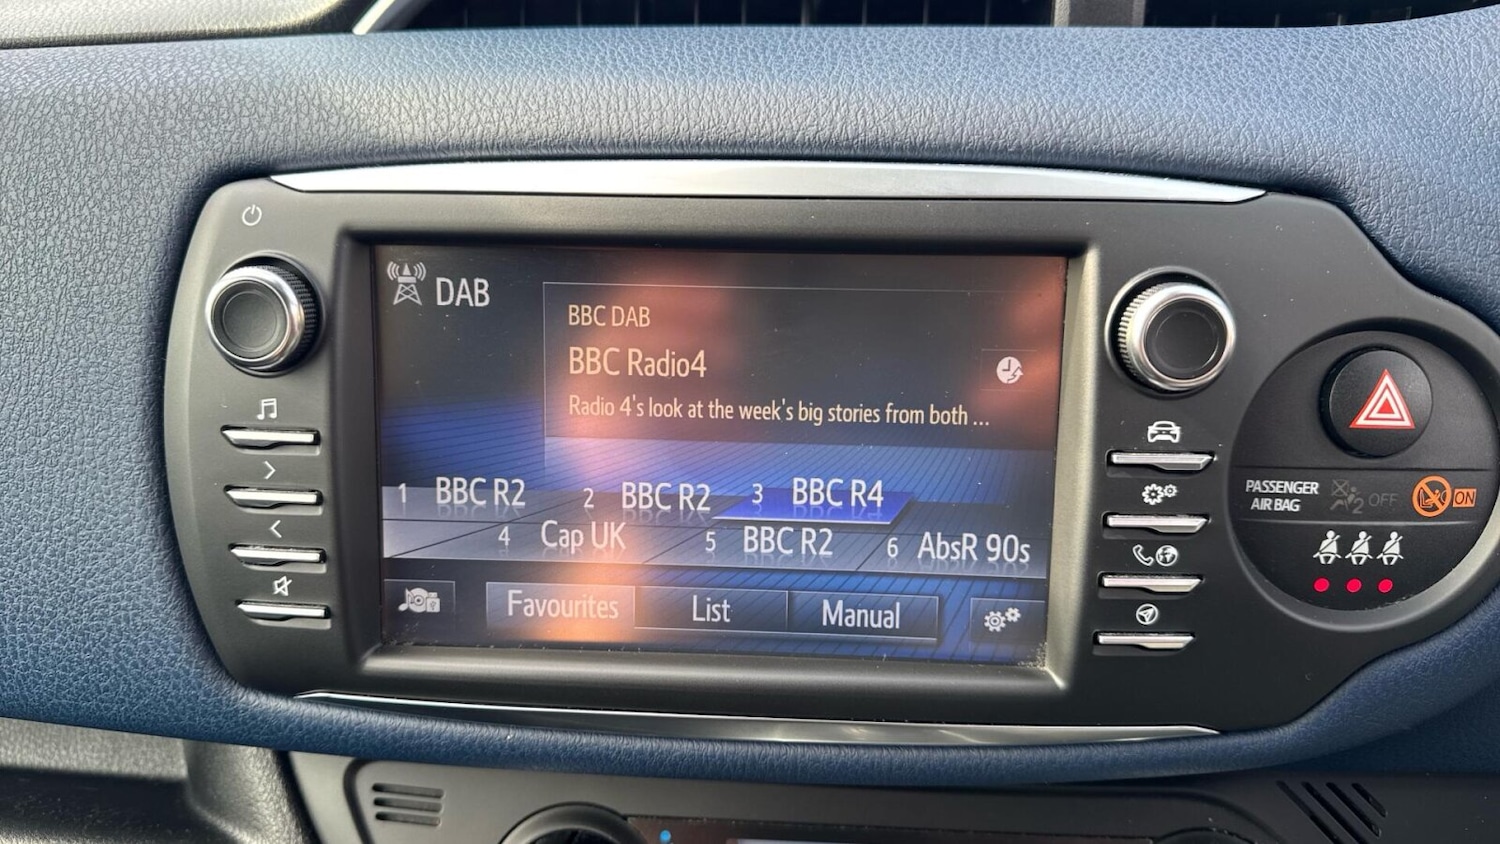 DAB
BBC DAB
BBC Radio4
Radio 4's look at the week's big stories from both ...
1 BBC R2 2 BBC R2 3 BBC R4
4 Cap UK 5 BBC R2 6 AbsR 90s
Favourites List Manual
PASSENGER
AIR BAG
2 OFF
ON